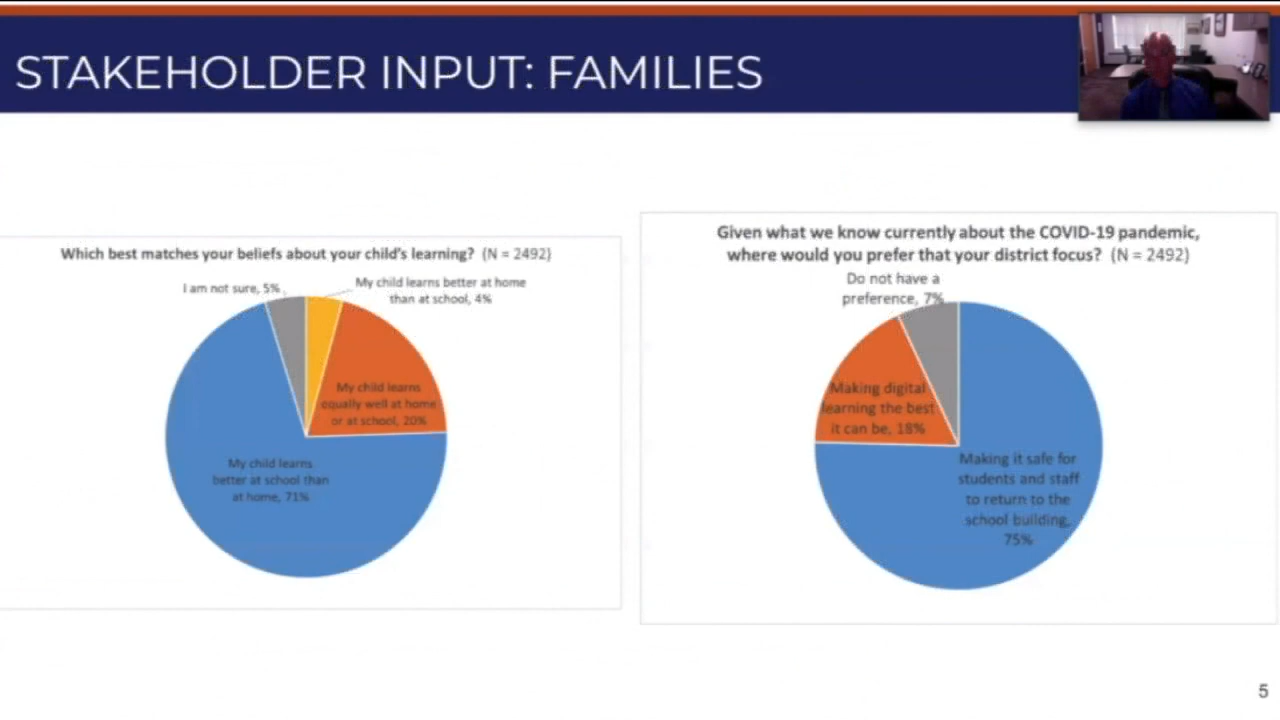 STAKEHOLDER INPUT: FAMILIES
Which best matches your beliefs about your child's learning? (N = 2492)
I am not sure, 5%
My child learns better at home
than at school, 4%
My child learns
equally well at home
or at school, 20%
My child learns
better at school than
at home, 71%
Given what we know currently about the COVID-19 pandemic,
where would you prefer that your district focus? (N = 2492)
Do not have a
preference, 7%
Making digital
learning the best
it can be, 18%
Making it safe for
students and staff
to return to the
school building,
75%
5